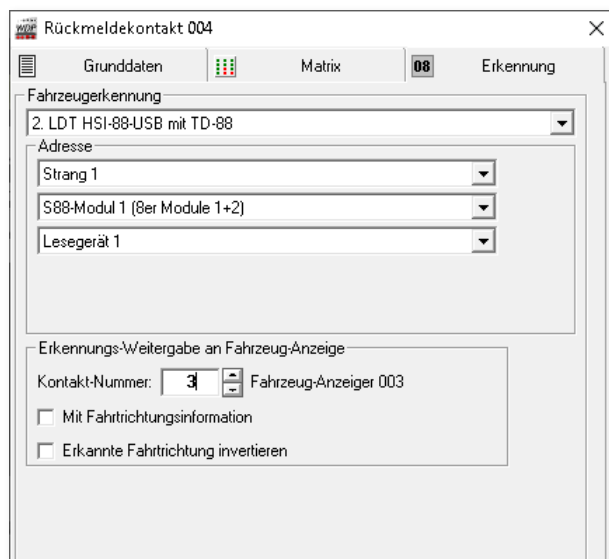 WDP Rückmeldekontakt 004
Grunddaten Matrix 08 Erkennung
Fahrzeugerkennung
2. LDT HSI-88-USB mit TD-88
Adresse
Strang 1
S88-Modul 1 (8er Module 1+2)
Lesegerät 1
Erkennungs-Weitergabe an Fahrzeug-Anzeige
Kontakt-Nummer: 3 Fahrzeug-Anzeiger 003
Mit Fahrtrichtungsinformation
Erkannte Fahrtrichtung invertieren